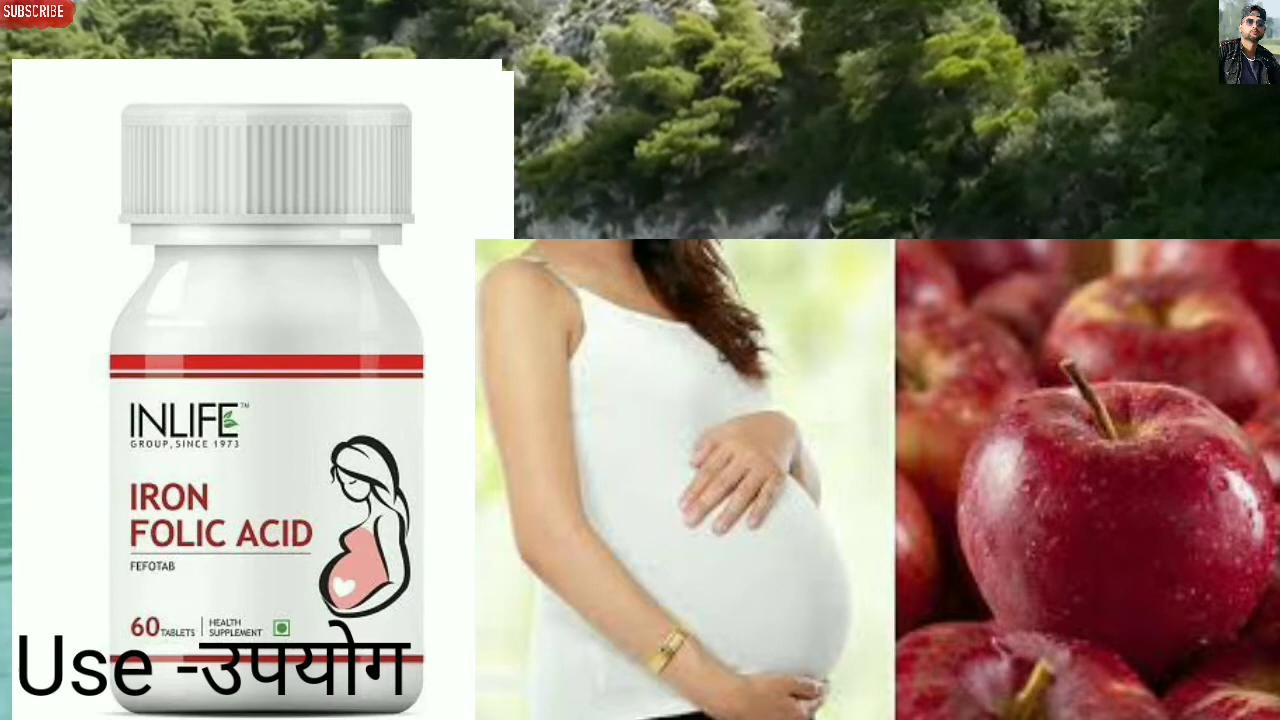 SUBSCRIBE
INLIFE™
GROUP, SINCE 1973
IRON
FOLIC ACID
FEFOTAB
60 TABLETS
HEALTH
SUPPLEMENT
Use -उपयोग